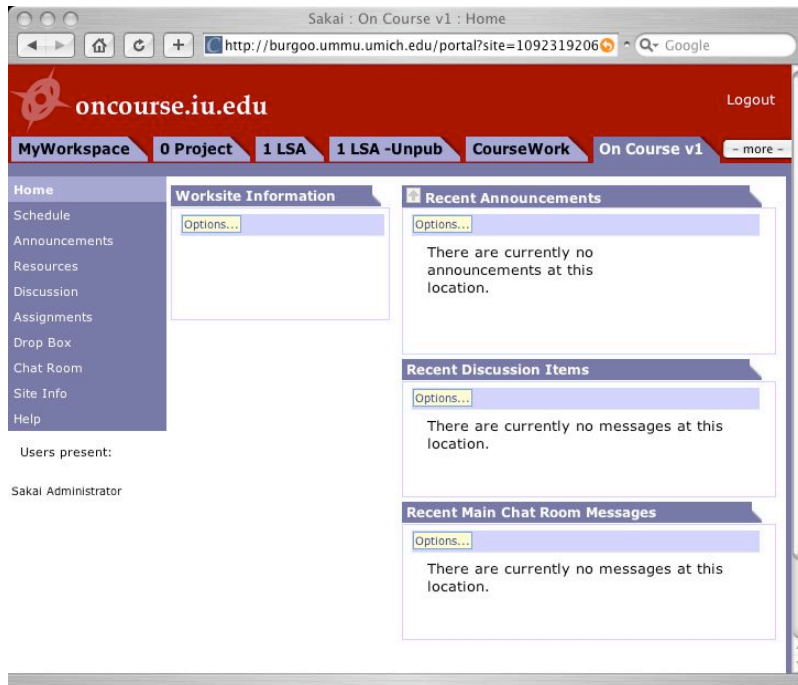 Sakai : On Course v1 : Home
http://burgoo.ummu.umich.edu/portal?site=1092319206
Google
oncourse.iu.edu
Logout
MyWorkspace
0 Project
1 LSA
1 LSA -Unpub
CourseWork
On Course v1
- more -
Home
Schedule
Announcements
Resources
Discussion
Assignments
Drop Box
Chat Room
Site Info
Help
Users present:
Sakai Administrator
Worksite Information
Options...
Recent Announcements
Options...
There are currently no
announcements at this
location.
Recent Discussion Items
Options...
There are currently no messages at this
location.
Recent Main Chat Room Messages
Options...
There are currently no messages at this
location.